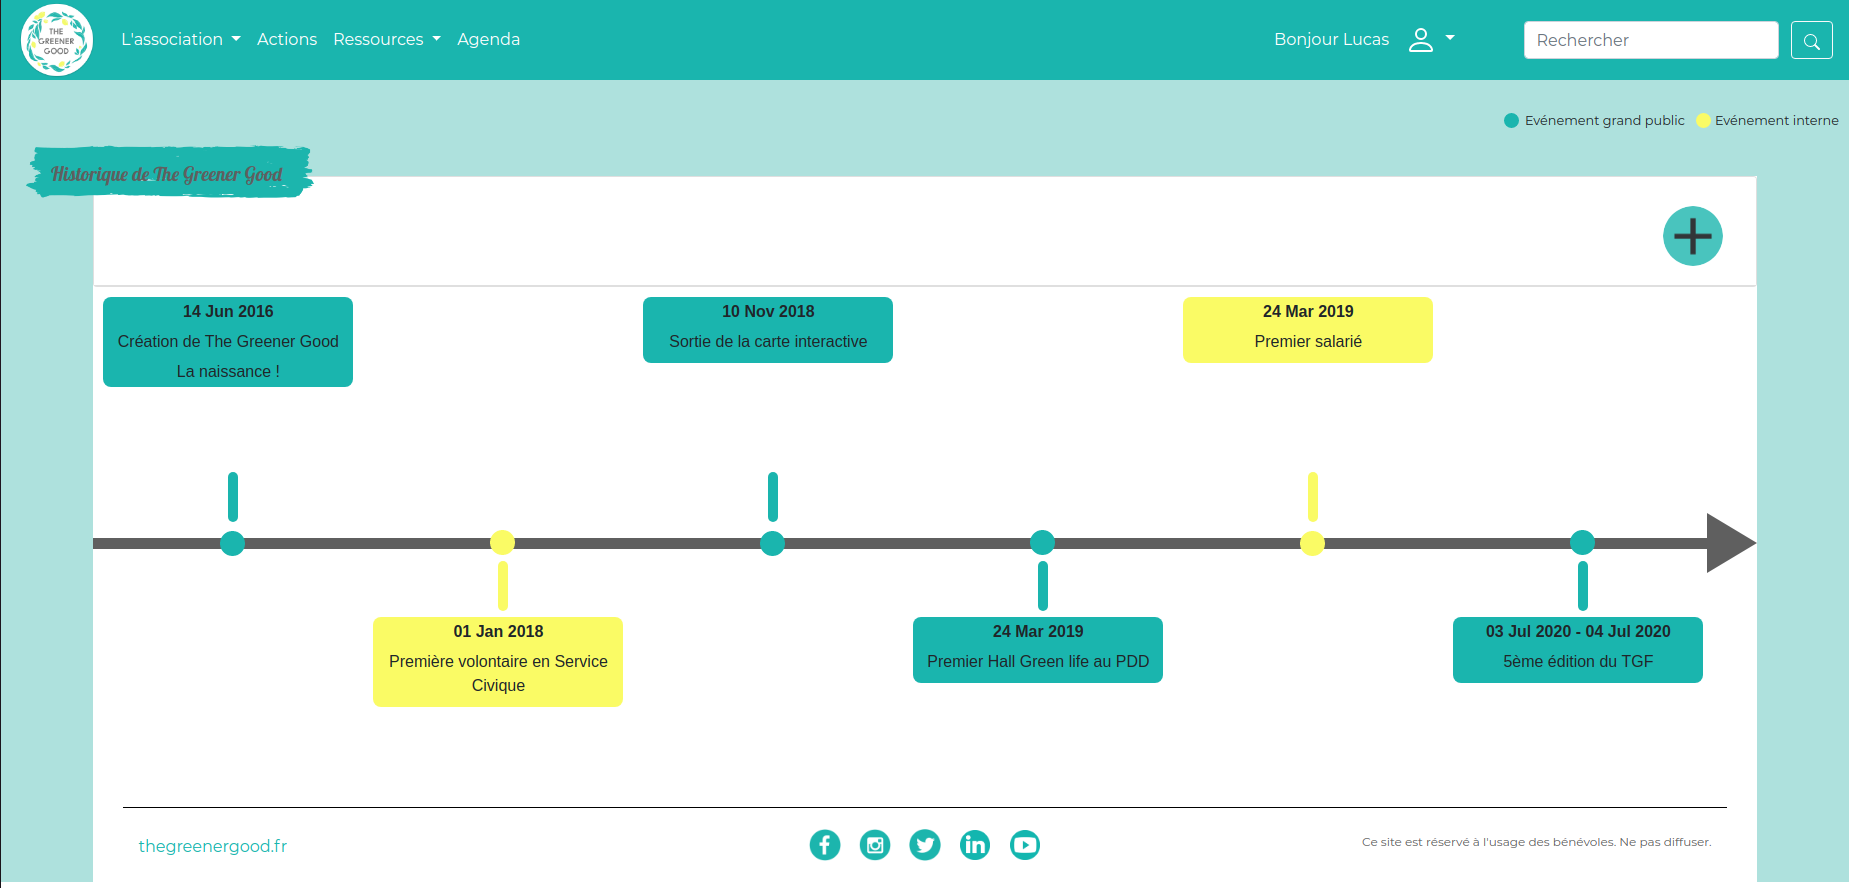 THE
GREENER
GOOD
L'association
Actions
Ressources
Agenda
Bonjour Lucas
Rechercher
Evénement grand public
Evénement interne
Historique de The Greener Good
14 Jun 2016
Création de The Greener Good
La naissance !
10 Nov 2018
Sortie de la carte interactive
24 Mar 2019
Premier salarié
01 Jan 2018
Première volontaire en Service
Civique
24 Mar 2019
Premier Hall Green life au PDD
03 Jul 2020 - 04 Jul 2020
5ème édition du TGF
thegreenergood.fr
Ce site est réservé à l'usage des bénévoles. Ne pas diffuser.